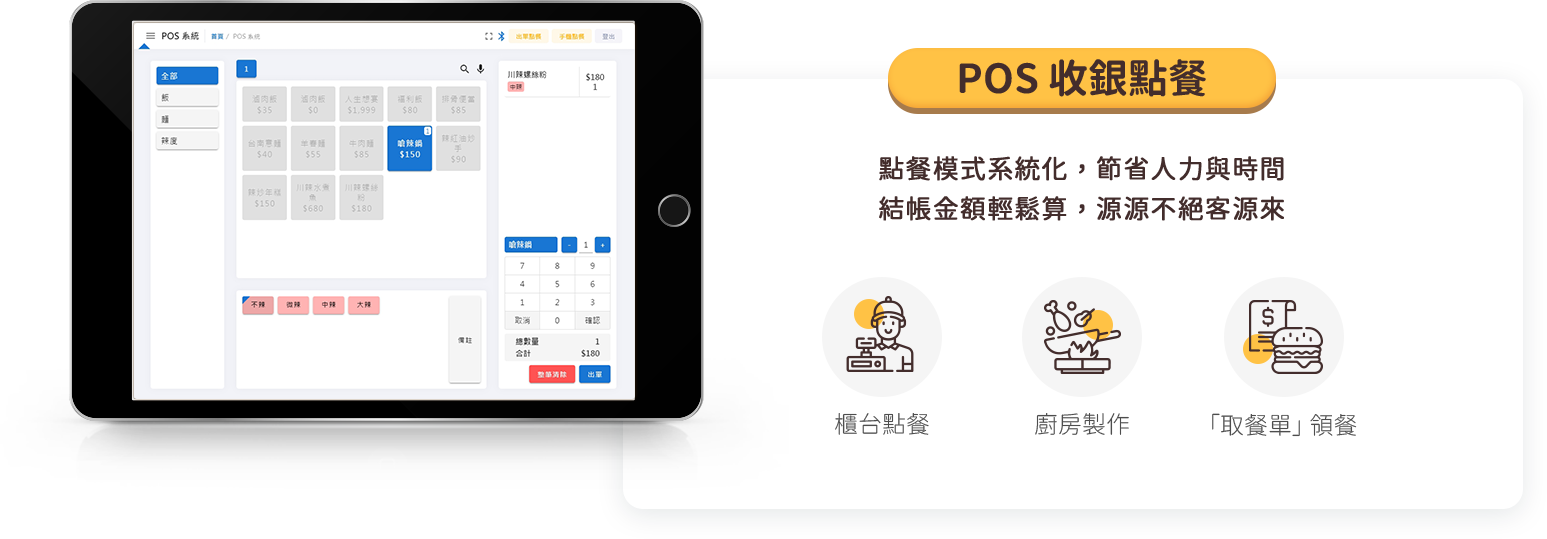 POS 系統
首頁 / POS 系統
出單點餐
手機點餐
登出
全部
飯
麵
辣度
1
滷肉飯
$35
滷肉飯
$0
人生想蒸
$1,999
福利飯
$80
排骨便當
$85
台南意麵
$40
$55
牛肉麵
$85
嗆辣鍋
$150
1
辣紅油炒
手
$90
辣炒年糕
$150
川辣水煮
魚
$680
川辣螺絲
粉
$180
不辣
微辣
中辣
大辣
備註
川辣螺絲粉
中辣
$180
1
嗆辣鍋
- 1 +
7 8 9
4 5 6
1 2 3
取消 0 確認
總數量 1
合計 $180
整張清除
出單
POS 收銀點餐
點餐模式系統化，節省人力與時間
結帳金額輕鬆算，源源不絕客源來
$
櫃台點餐
廚房製作
「取餐單」領餐